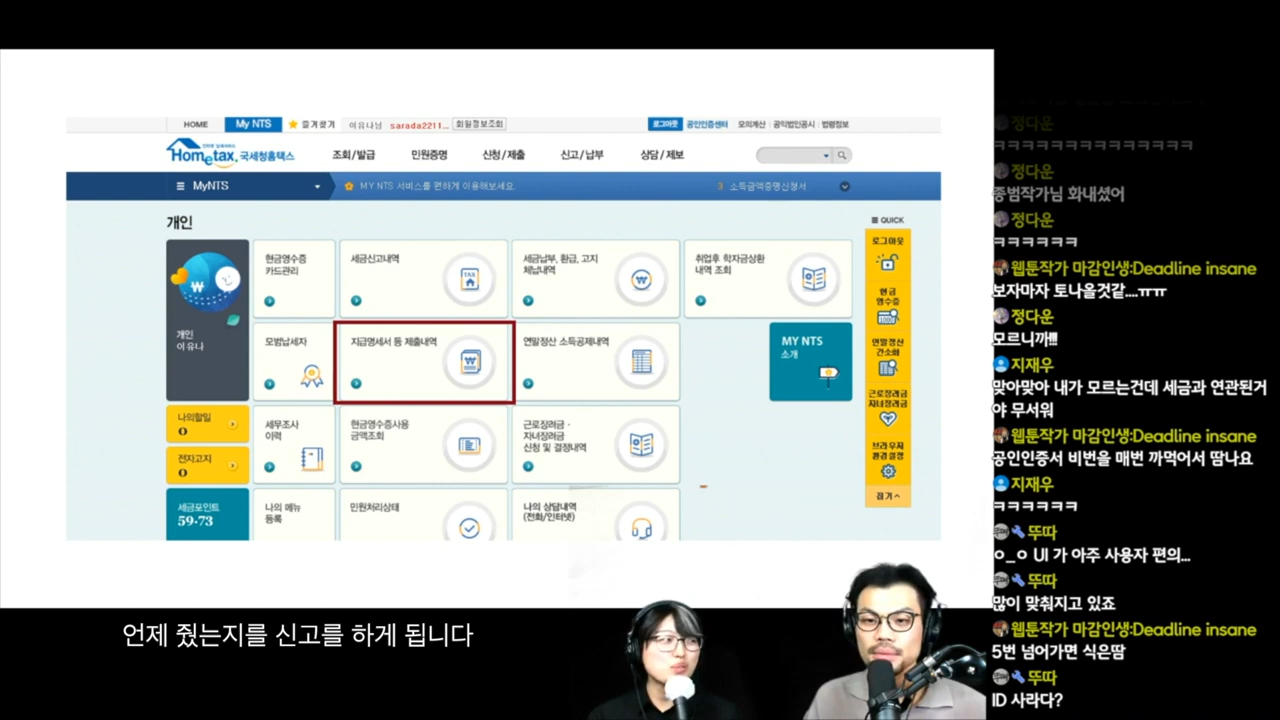 HOME
My NTS
즐겨찾기
이유나님
sarada2211...
회원정보조회
로그아웃
공인인증센터
모의계산
공익법인공시
법령정보
Hometax. 국세청홈택스
조회/발급
민원증명
신청/제출
신고/납부
상담/제보
MyNTS
MY NTS 서비스를 편하게 이용해보세요.
3 소득금액증명신청서
개인
개인
이유나
현금영수증
카드관리
세금신고내역
TAX
세금납부, 환급, 고지
체납내역
취업후 학자금상환
내역 조회
모범납세자
지급명세서 등 제출내역
연말정산 소득공제내역
MY NTS
소개
나의할일
0
전자고지
0
세무조사
이력
현금영수증사용
금액조회
근로장려금 ·
자녀장려금
신청 및 결정내역
세금포인트
59.73
나의 메뉴
등록
민원처리상태
나의 상담내역
(전화/인터넷)
QUICK
로그아웃
현금
영수증
연말정산
간소화
근로장려금
자녀장려금
브라우저
환경설정
접기
언제 줬는지를 신고를 하게 됩니다
정다운
ㅋㅋㅋㅋㅋㅋㅋㅋㅋㅋㅋㅋㅋ
정다운
종범작가님 화내셨어
정다운
ㅋㅋㅋㅋㅋㅋ
웹툰작가 마감인생:Deadline insane
보자마자 토나올것같....ㅠㅠ
정다운
모르니까!!!
지재우
맞아맞아 내가 모르는건데 세금과 연관된거
야 무서워
웹툰작가 마감인생:Deadline insane
공인인증서 비번을 매번 까먹어서 땀나요
지재우
ㅋㅋㅋㅋㅋㅋ
뚜따
ㅇ_ㅇ UI 가 아주 사용자 편의...
뚜따
많이 맞춰지고 있죠
웹툰작가 마감인생:Deadline insane
5번 넘어가면 식은땀
뚜따
ID 사라다?